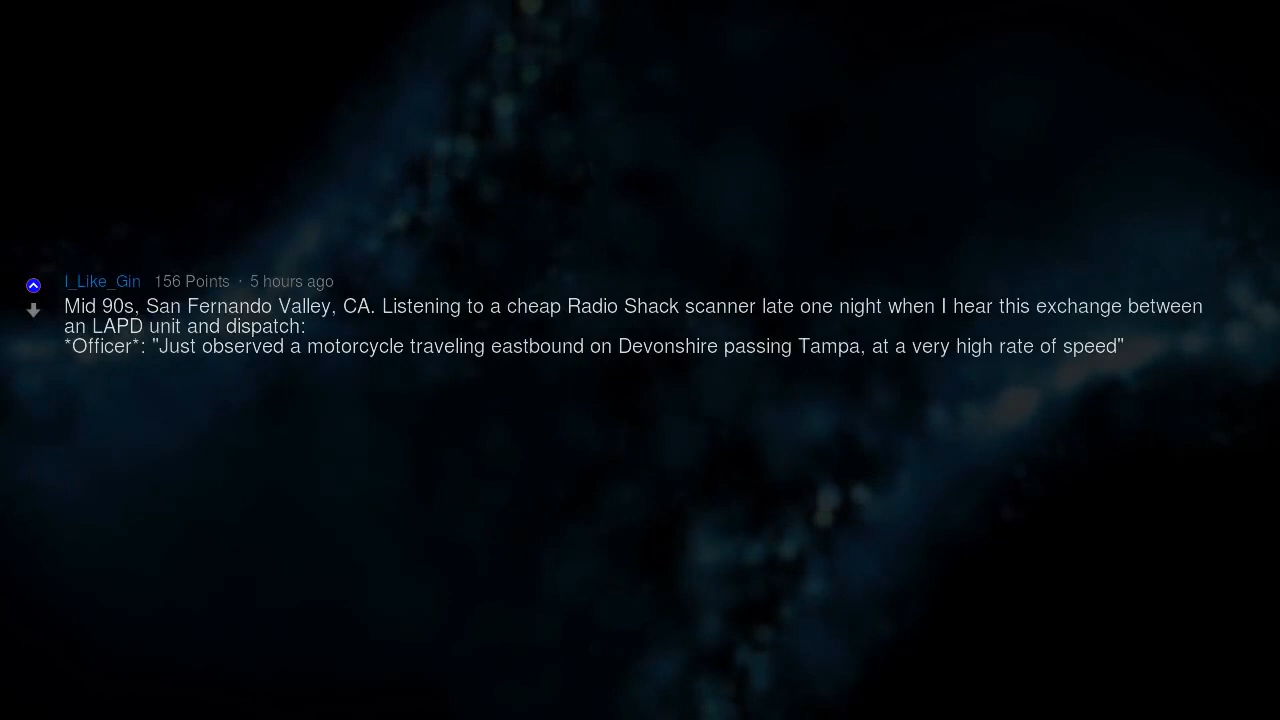 I_Like_Gin 156 Points · 5 hours ago
Mid 90s, San Fernando Valley, CA. Listening to a cheap Radio Shack scanner late one night when I hear this exchange between
an LAPD unit and dispatch:
*Officer*: "Just observed a motorcycle traveling eastbound on Devonshire passing Tampa, at a very high rate of speed"